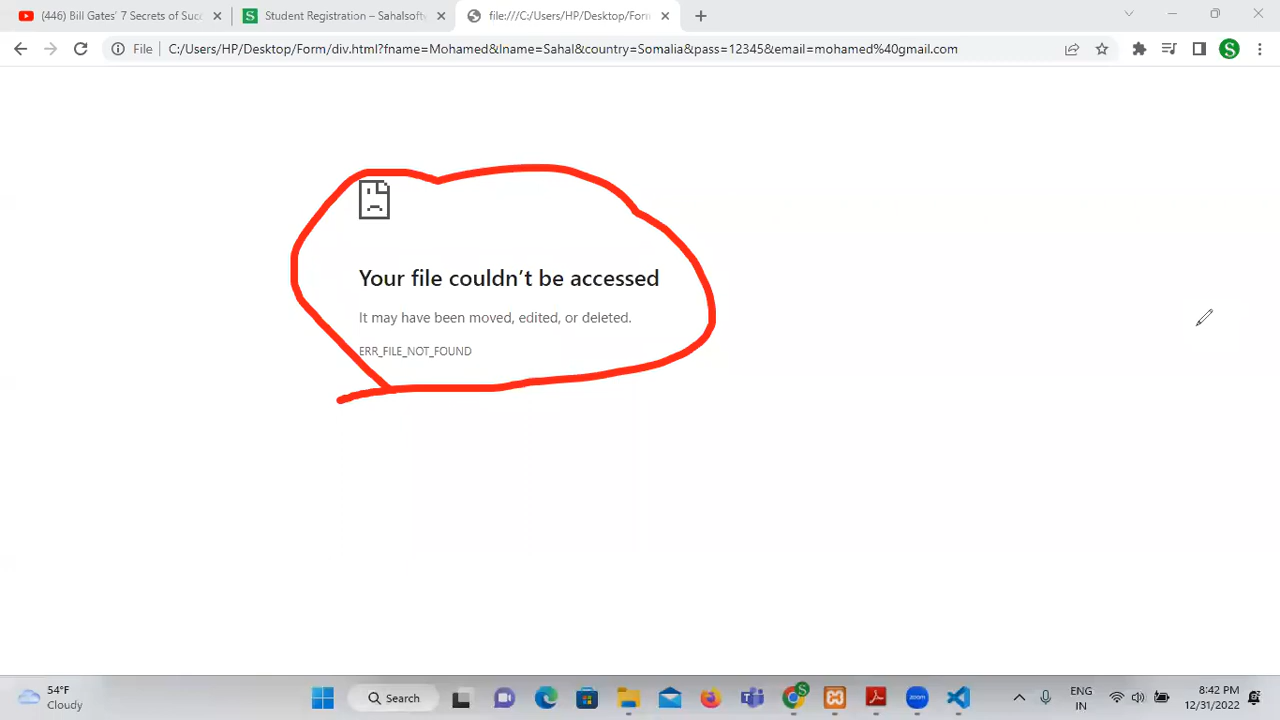 (446) Bill Gates’ 7 Secrets of Succ
Student Registration – Sahalsoftw
file:///C:/Users/HP/Desktop/Form
File
C:/Users/HP/Desktop/Form/div.html?fname=Mohamed&lname=Sahal&country=Somalia&pass=12345&email=mohamed%40gmail.com
S
Your file couldn’t be accessed
It may have been moved, edited, or deleted.
ERR_FILE_NOT_FOUND
54°F
Cloudy
Search
zoom
ENG
IN
8:42 PM
12/31/2022